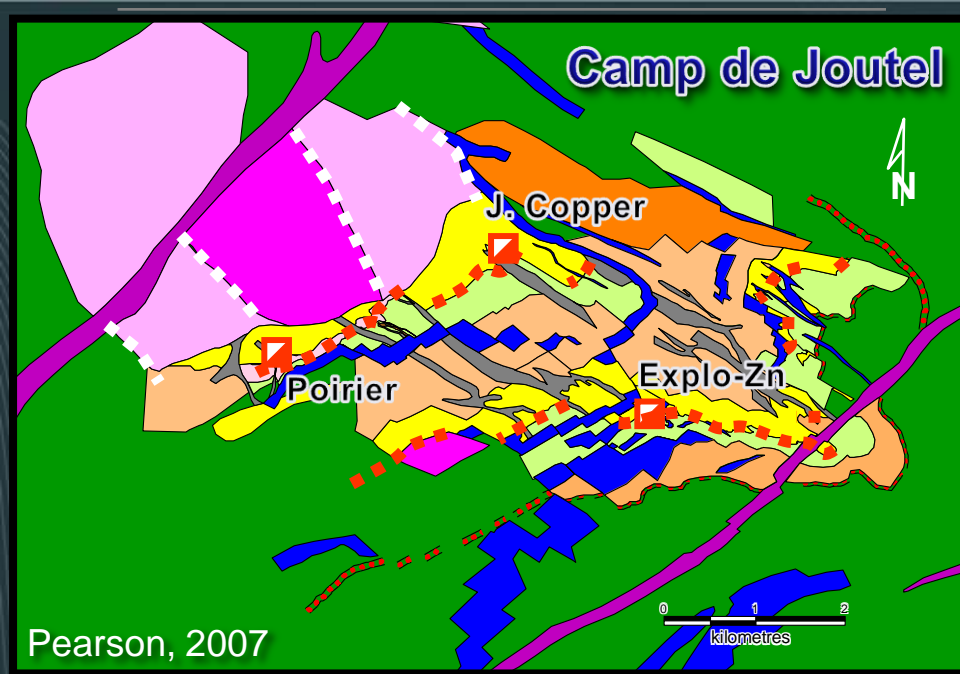 Camp de Joutel
N
J. Copper
Explo-Zn
Poirier
0 1 2
kilometres
Pearson, 2007